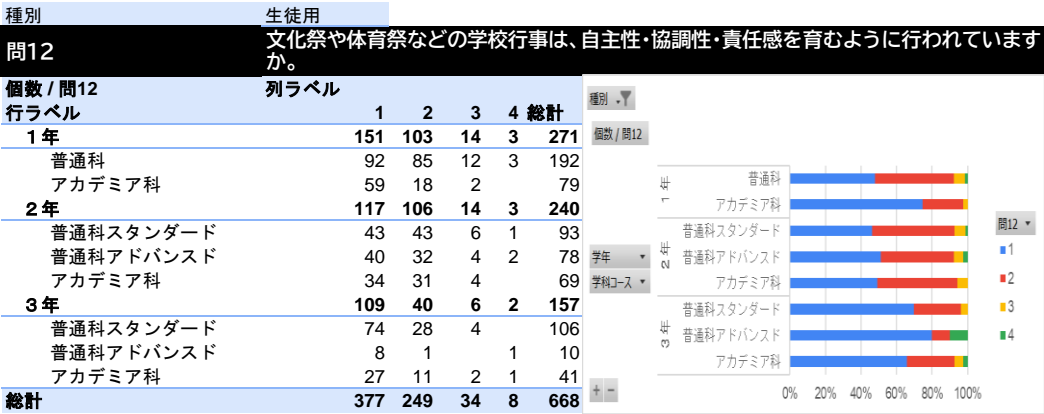 種別 生徒用
問12 文化祭や体育祭などの学校行事は、自主性・協調性・責任感を育むように行われています
か。
個数 / 問12 列ラベル
行ラベル 1 2 3 4 総計
1年 151 103 14 3 271
普通科 92 85 12 3 192
アカデミア科 59 18 2 79
2年 117 106 14 3 240
普通科スタンダード 43 43 6 1 93
普通科アドバンスド 40 32 4 2 78
アカデミア科 34 31 4 69
3年 109 40 6 2 157
普通科スタンダード 74 28 4 106
普通科アドバンスド 8 1 1 10
アカデミア科 27 11 2 1 41
総計 377 249 34 8 668
種別
個数 / 問12
学年
学科コース
1年
普通科
アカデミア科
2年
普通科スタンダード
普通科アドバンスド
アカデミア科
3年
普通科スタンダード
普通科アドバンスド
アカデミア科
0% 20% 40% 60% 80% 100%
問12
1
2
3
4
+ −